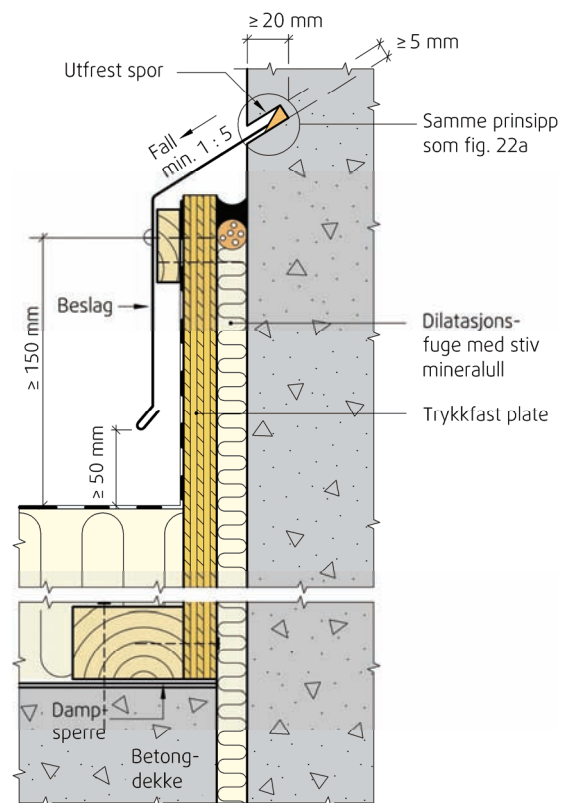 ≥ 20 mm
≥ 5 mm
Utfrest spor
Fall
min. 1 : 5
Samme prinsipp
som fig. 22a
Beslag
≥ 150 mm
≥ 50 mm
Dilatasjons-
fuge med stiv
mineralull
Trykkfast plate
Damp-
sperre
Betong-
dekke